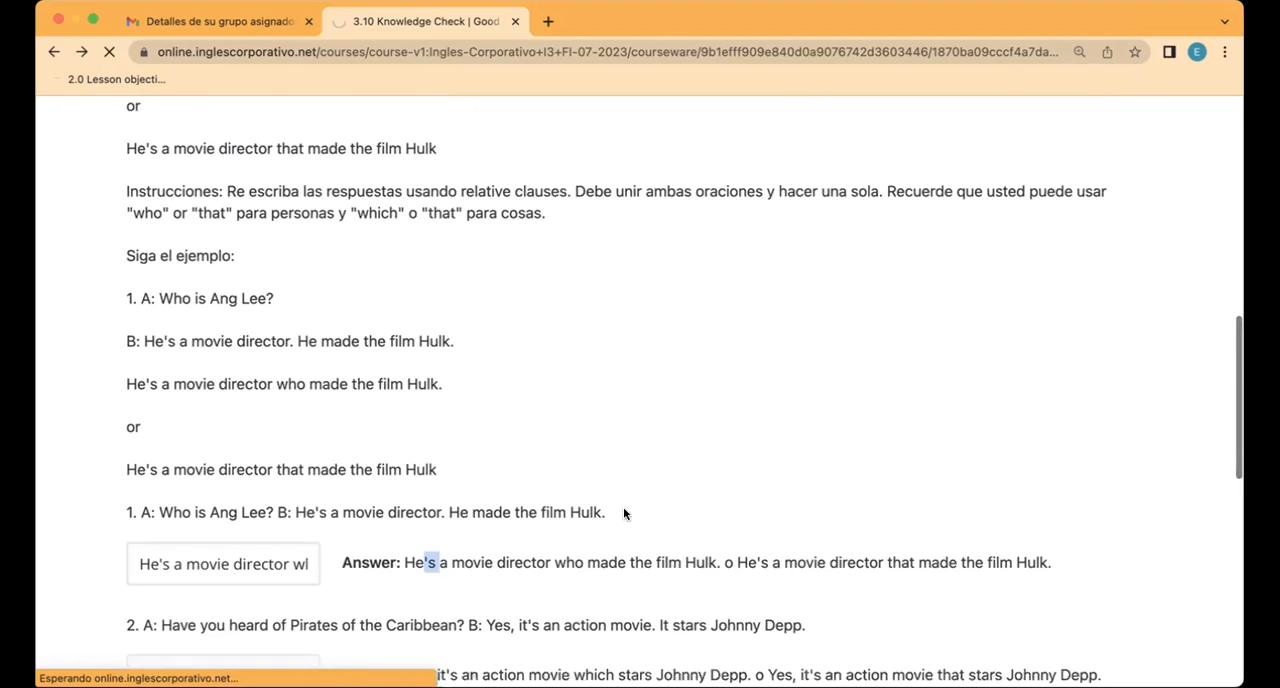 Detalles de su grupo asignado
3.10 Knowledge Check | Good
online.inglescorporativo.net/courses/course-v1:Ingles-Corporativo+I3+FI-07-2023/courseware/9b1efff909e840d0a9076742d3603446/1870ba09cccf4a7da...
E
2.0 Lesson objecti...
or
He's a movie director that made the film Hulk
Instrucciones: Re escriba las respuestas usando relative clauses. Debe unir ambas oraciones y hacer una sola. Recuerde que usted puede usar
"who" or "that" para personas y "which" o "that" para cosas.
Siga el ejemplo:
1. A: Who is Ang Lee?
B: He's a movie director. He made the film Hulk.
He's a movie director who made the film Hulk.
or
He's a movie director that made the film Hulk
1. A: Who is Ang Lee? B: He's a movie director. He made the film Hulk.
He's a movie director wl Answer: He's a movie director who made the film Hulk. o He's a movie director that made the film Hulk.
2. A: Have you heard of Pirates of the Caribbean? B: Yes, it's an action movie. It stars Johnny Depp.
it's an action movie which stars Johnny Depp. o Yes, it's an action movie that stars Johnny Depp.
Esperando online.inglescorporativo.net...